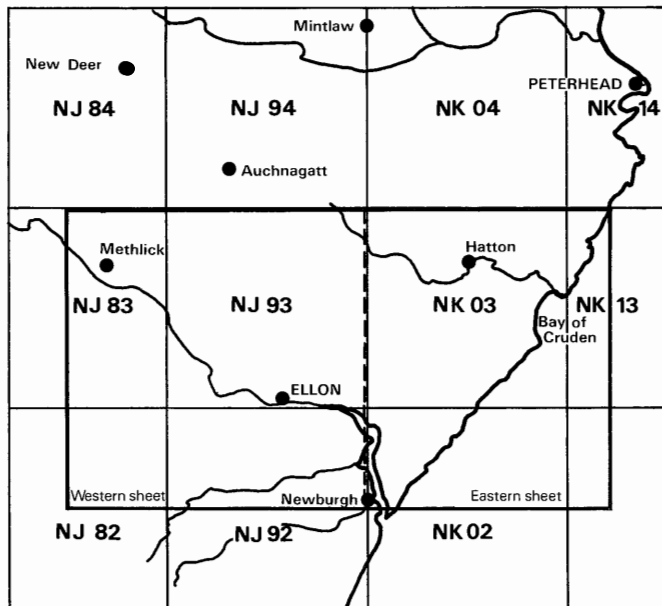 Mintlaw
New Deer
PETERHEAD
NJ 84
NJ 94
NK 04
NK 14
Auchnagatt
Methlick
Hatton
NJ 83
NJ 93
NK 03
NK 13
Bay of
Cruden
ELLON
Western sheet
Newburgh
Eastern sheet
NJ 82
NJ 92
NK 02